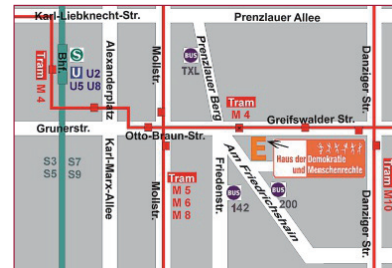 Karl-Liebknecht-Str.
Prenzlauer Allee
Tram
M 4
Bhf.
S
U U2
U5 U8
Alexanderplatz
Mollstr.
BUS
TXL
Prenzlauer Berg
Danziger Str.
Tram
M 4
Greifswalder Str.
Grunerstr.
Otto-Braun-Str.
S3 S7
S5 S9
Karl-Marx-Allee
Mollstr.
Tram
M 5
M 6
M 8
Friedenstr.
BUS
142
Am Friedrichshain
BUS
200
Haus der Demokratie
und Menschenrechte
Danziger Str.
Tram M10